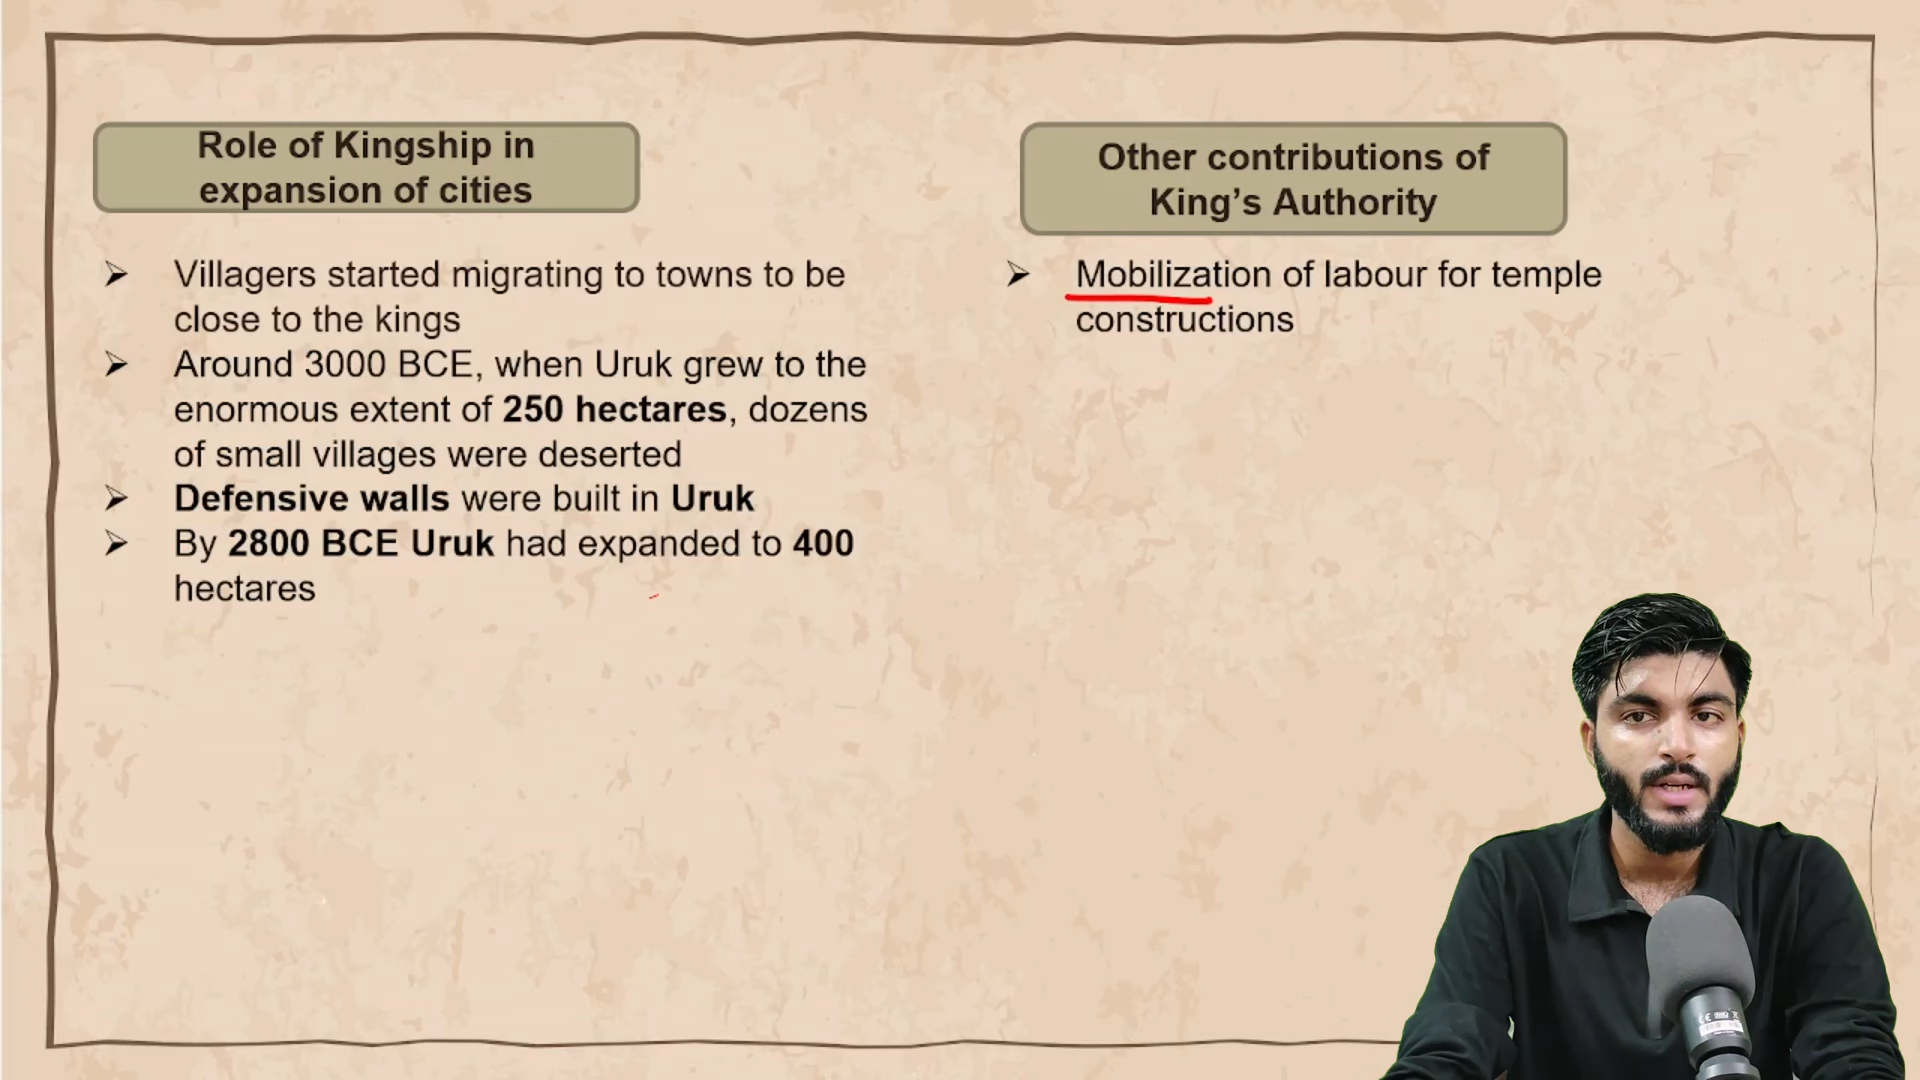 Role of Kingship in
expansion of cities
➢ Villagers started migrating to towns to be
close to the kings
➢ Around 3000 BCE, when Uruk grew to the
enormous extent of 250 hectares, dozens
of small villages were deserted
➢ Defensive walls were built in Uruk
➢ By 2800 BCE Uruk had expanded to 400
hectares
Other contributions of
King’s Authority
➢ Mobilization of labour for temple
constructions